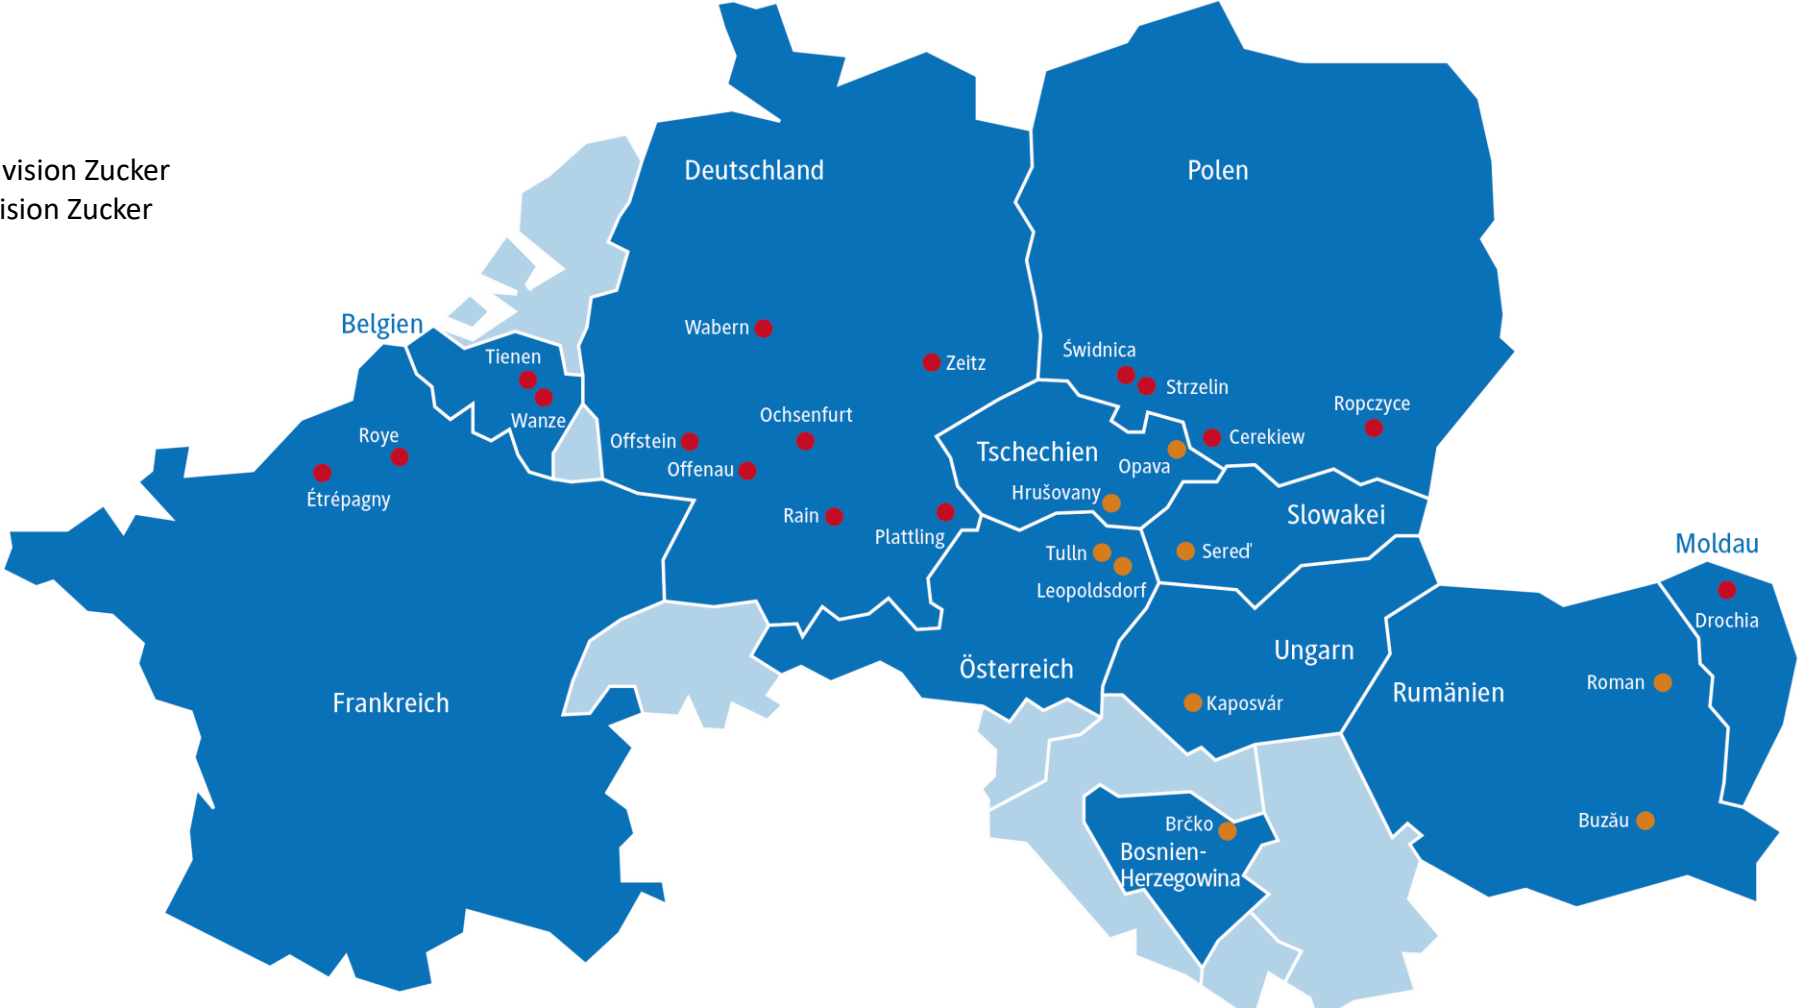 vision Zucker
ision Zucker
Deutschland
Polen
Belgien
Wabern
Tienen
Świdnica
Zeitz
Strzelin
Ropczyce
Wanze
Ochsenfurt
Roye
Offstein
Cerekiew
Tschechien
Opava
Offenau
Étrépagny
Hrušovany
Rain
Slowakei
Plattling
Moldau
Tulln
Sereď
Leopoldsdorf
Drochia
Ungarn
Österreich
Roman
Rumänien
Frankreich
Kaposvár
Brčko
Buzău
Bosnien-
Herzegowina